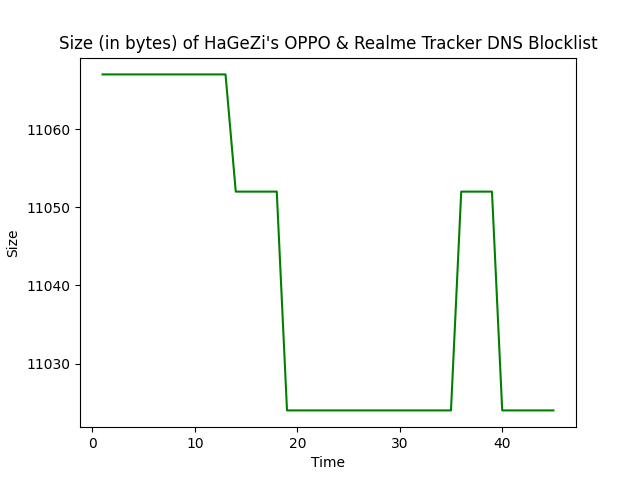 Size (in bytes) of HaGeZi's OPPO & Realme Tracker DNS Blocklist
11060
11050
11040
11030
Size
0 10 20 30 40
Time